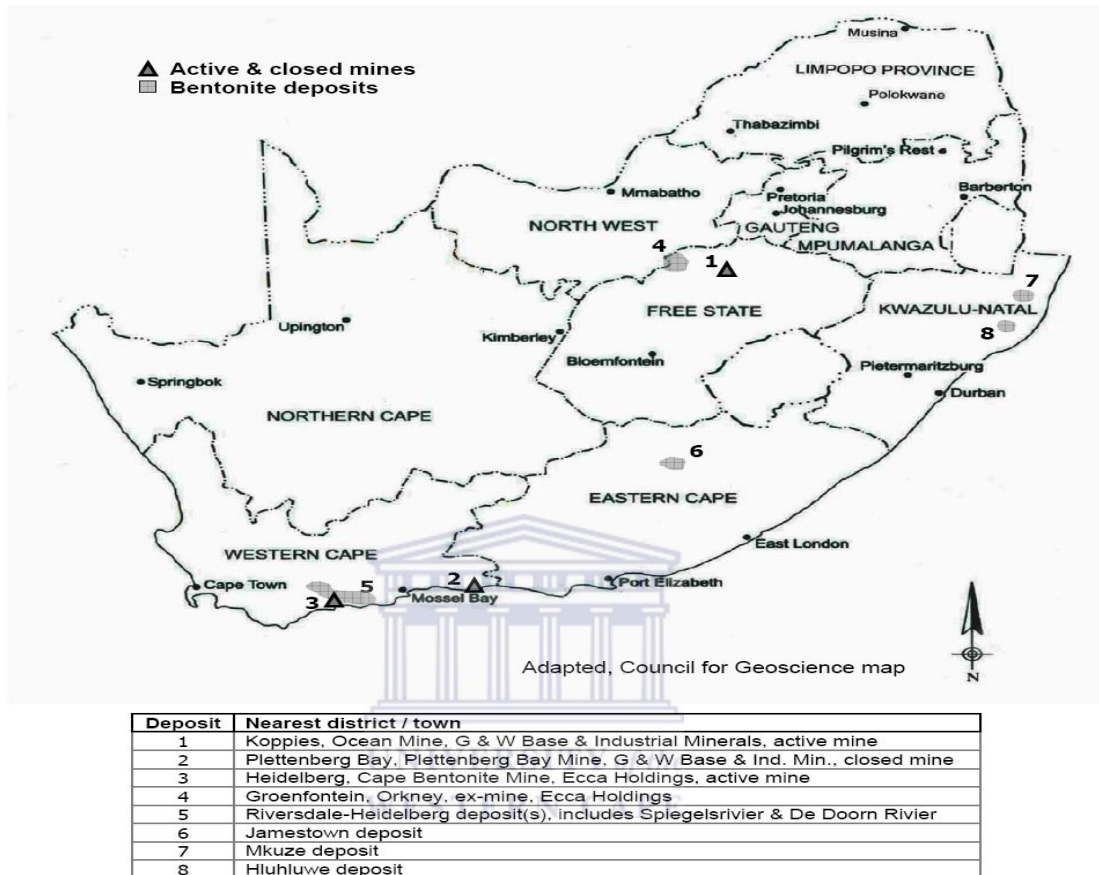 Active & closed mines
Bentonite deposits
Musina
LIMPOPO PROVINCE
Polokwane
Thabazimbi
Pilgrim's Rest
Mmabatho
Pretoria
Barberton
Johannesburg
NORTH WEST
GAUTENG
MPUMALANGA
4
1
7
FREE STATE
KWAZULU-NATAL
8
Upington
Kimberley
Bloemfontein
Pietermaritzburg
Springbok
Durban
NORTHERN CAPE
6
EASTERN CAPE
East London
WESTERN CAPE
Cape Town
5
2
Port Elizabeth
3
Mossel Bay
Adapted, Council for Geoscience map
N
Deposit Nearest district / town
1 Koppies, Ocean Mine, G & W Base & Industrial Minerals, active mine
2 Plettenberg Bay, Plettenberg Bay Mine, G & W Base & Ind. Min., closed mine
3 Heidelberg, Cape Bentonite Mine, Ecca Holdings, active mine
4 Groenfontein, Orkney, ex-mine, Ecca Holdings
5 Riversdale-Heidelberg deposit(s), includes Spiegelsrivier & De Doorn Rivier
6 Jamestown deposit
7 Mkuze deposit
8 Hluhluwe deposit